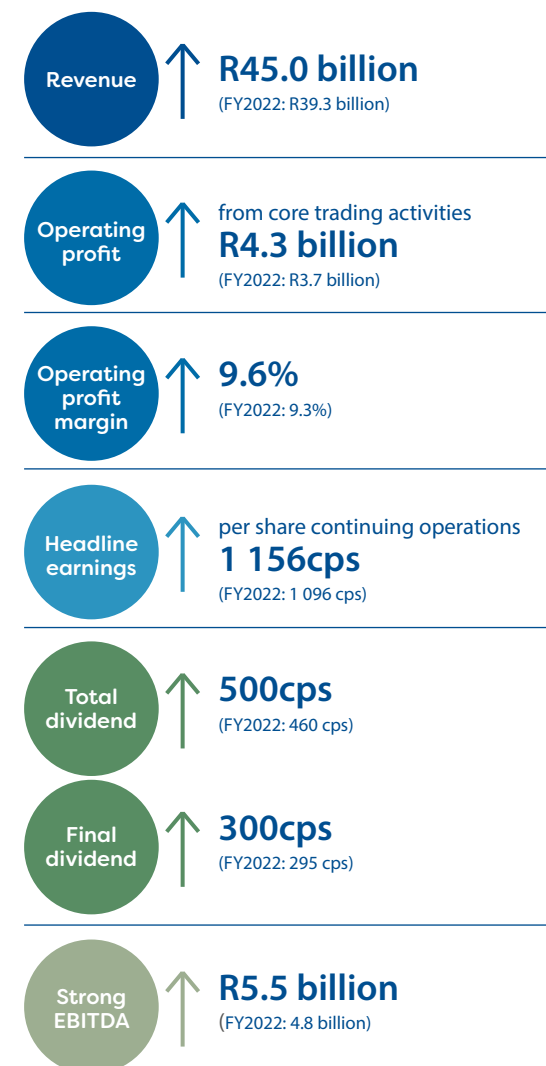 Revenue
R45.0 billion
(FY2022: R39.3 billion)
Operating
profit
from core trading activities
R4.3 billion
(FY2022: R3.7 billion)
Operating
profit
margin
9.6%
(FY2022: 9.3%)
Headline
earnings
per share continuing operations
1 156cps
(FY2022: 1 096 cps)
Total
dividend
500cps
(FY2022: 460 cps)
Final
dividend
300cps
(FY2022: 295 cps)
Strong
EBITDA
R5.5 billion
(FY2022: 4.8 billion)